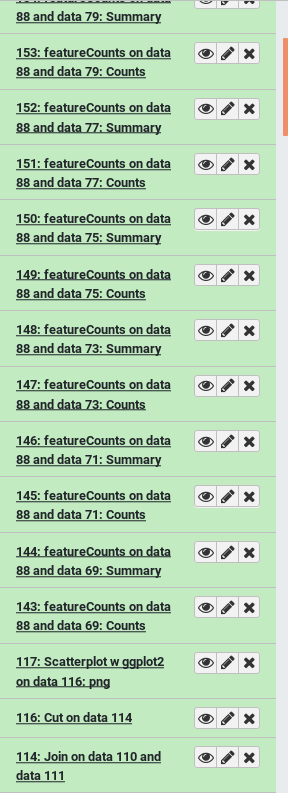 88 and data 79: Summary
153: featureCounts on data
88 and data 79: Counts
152: featureCounts on data
88 and data 77: Summary
151: featureCounts on data
88 and data 77: Counts
150: featureCounts on data
88 and data 75: Summary
149: featureCounts on data
88 and data 75: Counts
148: featureCounts on data
88 and data 73: Summary
147: featureCounts on data
88 and data 73: Counts
146: featureCounts on data
88 and data 71: Summary
145: featureCounts on data
88 and data 71: Counts
144: featureCounts on data
88 and data 69: Summary
143: featureCounts on data
88 and data 69: Counts
117: Scatterplot w ggplot2
on data 116: png
116: Cut on data 114
114: Join on data 110 and
data 111